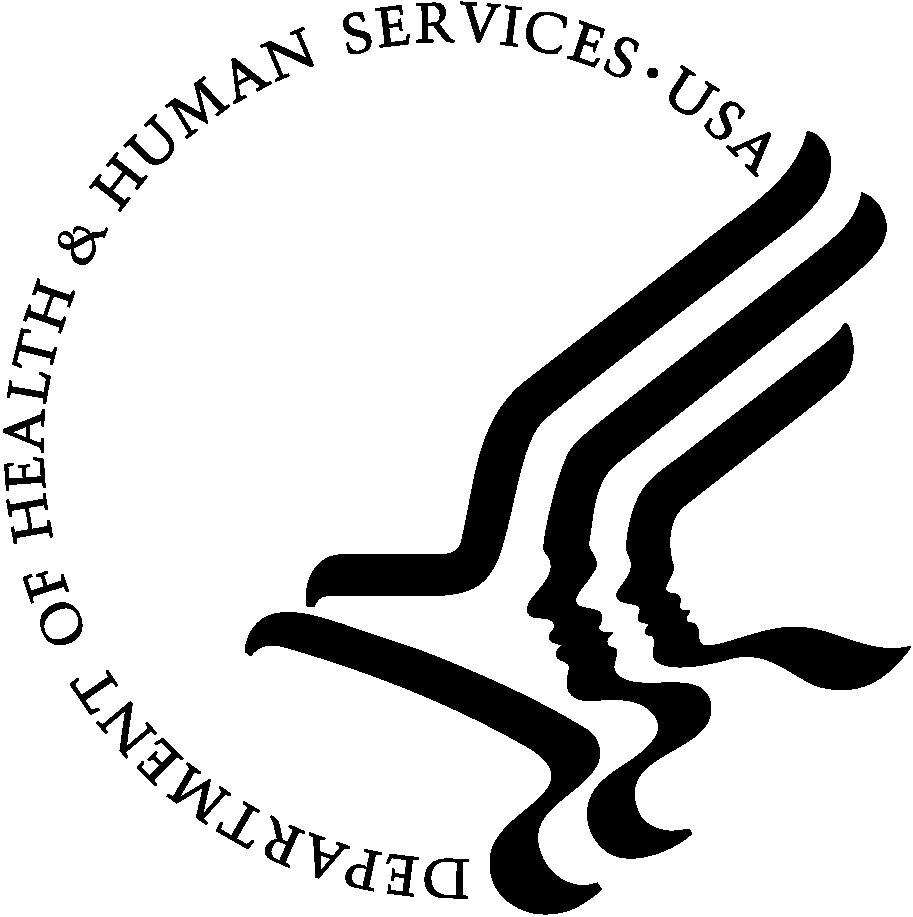 DEPARTMENT OF HEALTH & HUMAN SERVICES · USA